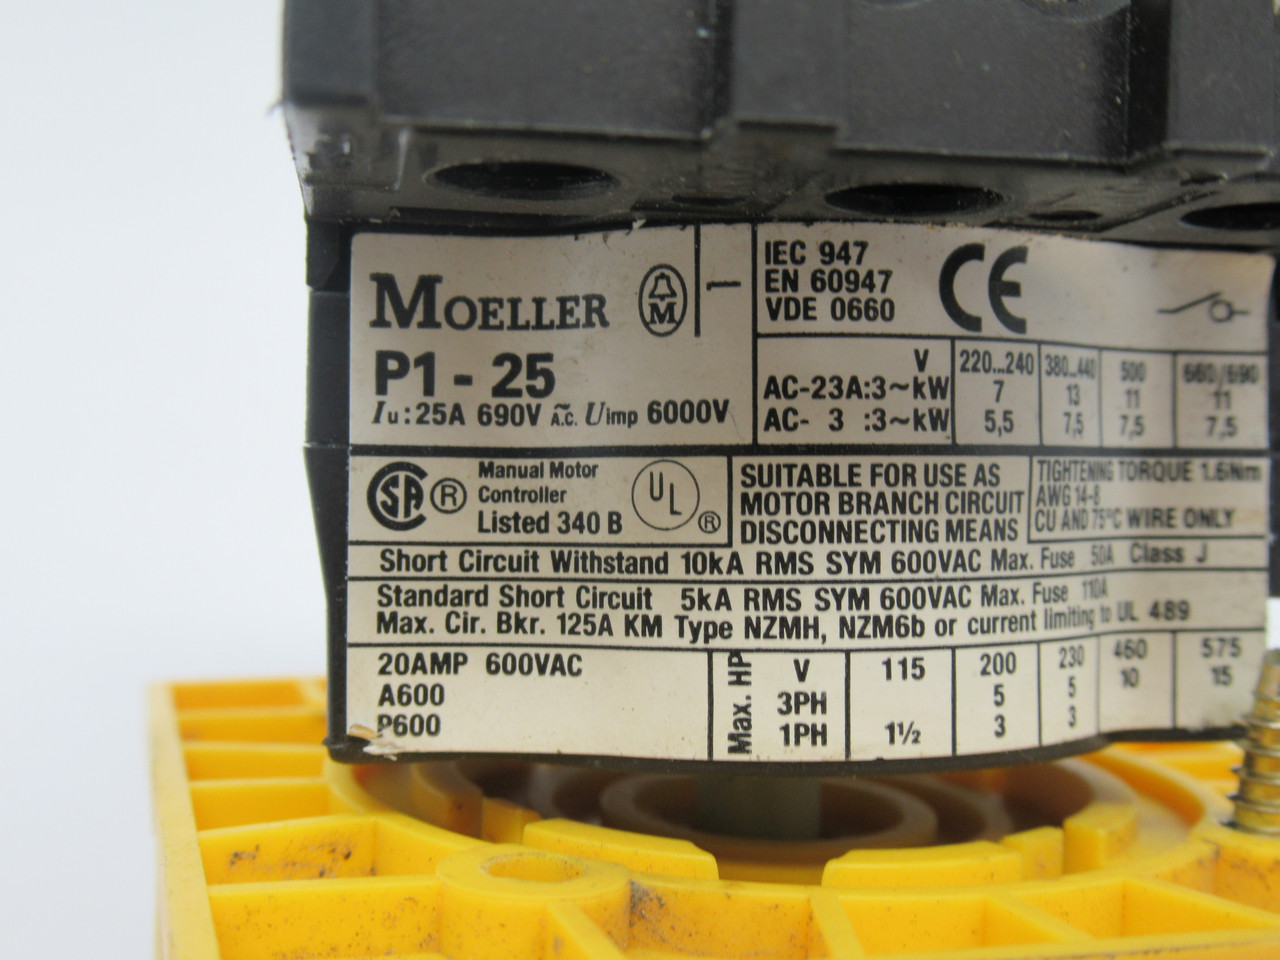 MOELLER
M
P1 - 25
Iu : 25A 690V A.C. Uimp 6000V
IEC 947
EN 60947
VDE 0660
CE
V 220...240 380...440 500 660/690
AC-23A:3~kW 7 13 11 11
AC- 3 :3~kW 5,5 7,5 7,5 7,5
SA ®
Manual Motor
Controller
Listed 340 B
UL ®
SUITABLE FOR USE AS
MOTOR BRANCH CIRCUIT
DISCONNECTING MEANS
TIGHTENING TORQUE 1.6Nm
AWG 14-8
CU AND 75°C WIRE ONLY
Short Circuit Withstand 10kA RMS SYM 600VAC Max. Fuse 50A Class J
Standard Short Circuit 5kA RMS SYM 600VAC Max. Fuse 110A
Max. Cir. Bkr. 125A KM Type NZMH, NZM6b or current limiting to UL 489
20AMP 600VAC
A600
P600
Max. HP
V 115 200 230 460 575
3PH 5 5 10 15
1PH 1½ 3 3